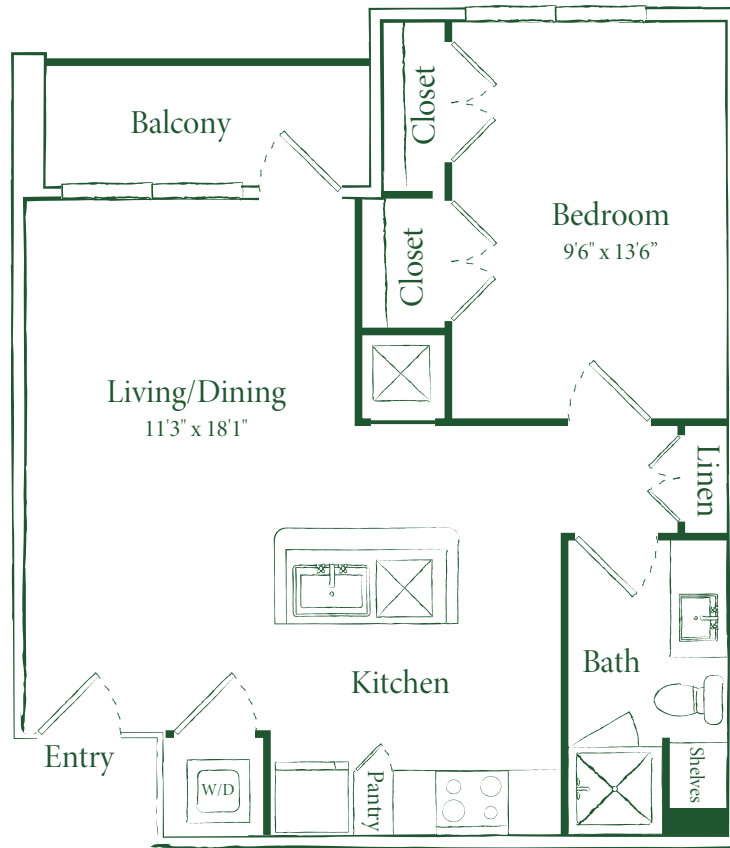 Balcony
Closet
Bedroom
9'6" x 13'6”
Closet
Living/Dining
11'3" x 18'1"
Linen
Bath
Kitchen
Entry
W/D
Pantry
Shelves